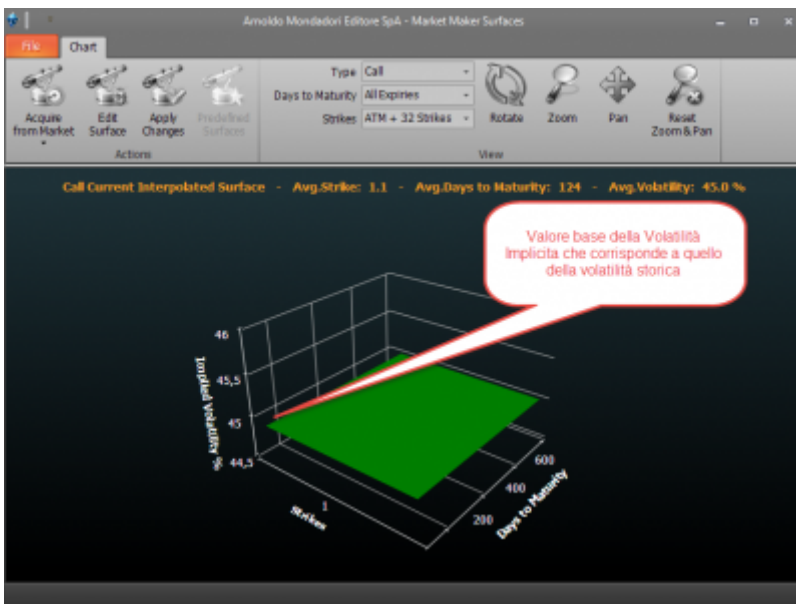 Arnoldo Mondadori Editore SpA - Market Maker Surfaces
File
Chart
Acquire from Market
Edit Surface
Apply Changes
Predefined Surfaces
Actions
Type Call
Days to Maturity All Expiries
Strikes ATM + 32 Strikes
Rotate
Zoom
Pan
Reset Zoom & Pan
View
Call Current Interpolated Surface - Avg.Strike: 1.1 - Avg.Days to Maturity: 124 - Avg.Volatility: 45.0 %
Valore base della Volatilità
Implicita che corrisponde a quello
della volatilità storica
46
45,5
45
44,5
Implied Volatility %
1
Strikes
200
400
600
Days to Maturity